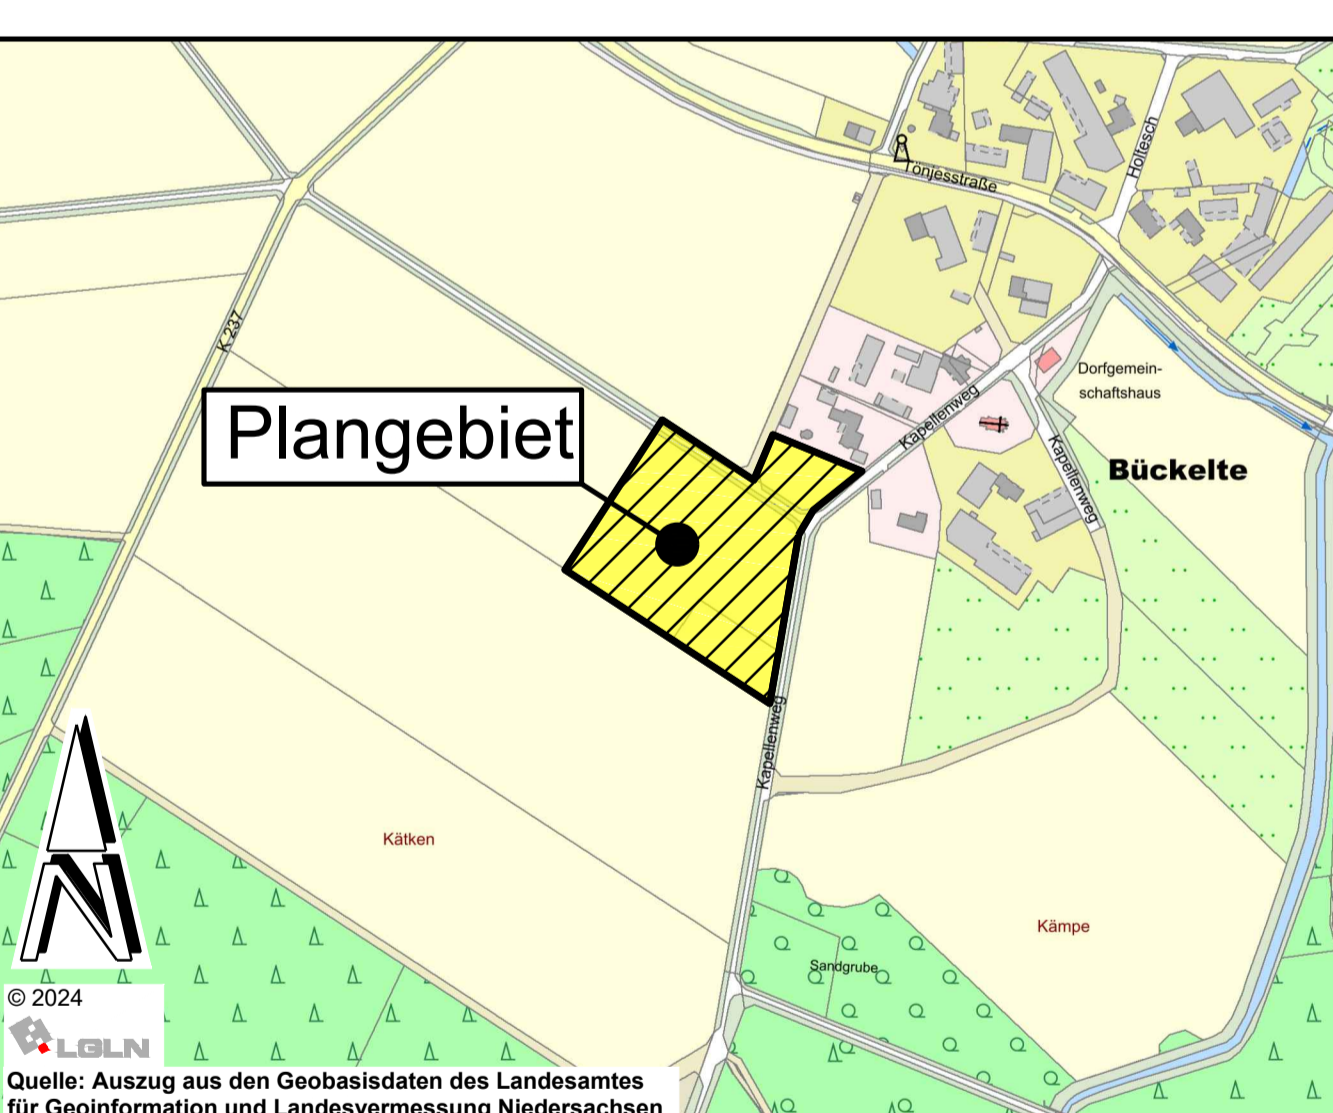 Holtesch
Tönjesstraße
K 237
Dorfgemein-
schaftshaus
Kapellenweg
Plangebiet
Kapellenweg
Bückelte
Kapellenweg
Kätken
Kämpe
Sandgrube
N
© 2024
LGLN
Quelle: Auszug aus den Geobasisdaten des Landesamtes
für Geoinformation und Landesvermessung Niedersachsen